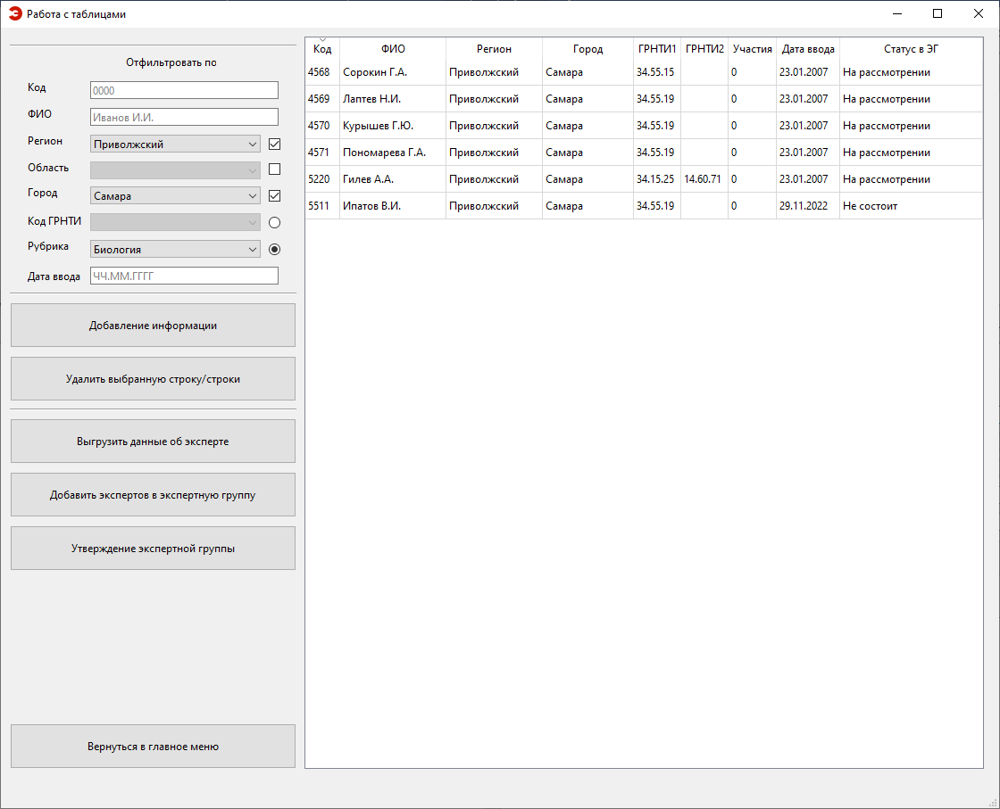 Э Работа с таблицами
Отфильтровать по
Код 0000
ФИО Иванов И.И.
Регион Приволжский
Область
Город Самара
Код ГРНТИ
Рубрика Биология
Дата ввода ЧЧ.ММ.ГГГГ
Добавление информации
Удалить выбранную строку/строки
Выгрузить данные об эксперте
Добавить экспертов в экспертную группу
Утверждение экспертной группы
Вернуться в главное меню
Код ФИО Регион Город ГРНТИ1 ГРНТИ2 Участия Дата ввода Статус в ЭГ
4568 Сорокин Г.А. Приволжский Самара 34.55.15 0 23.01.2007 На рассмотрении
4569 Лаптев Н.И. Приволжский Самара 34.55.19 0 23.01.2007 На рассмотрении
4570 Курышев Г.Ю. Приволжский Самара 34.55.19 0 23.01.2007 На рассмотрении
4571 Пономарева Г.А. Приволжский Самара 34.55.19 0 23.01.2007 На рассмотрении
5220 Гилев А.А. Приволжский Самара 34.15.25 14.60.71 0 23.01.2007 На рассмотрении
5511 Ипатов В.И. Приволжский Самара 34.55.19 0 29.11.2022 Не состоит